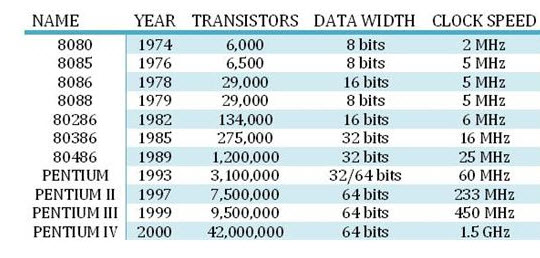 NAME YEAR TRANSISTORS DATA WIDTH CLOCK SPEED
8080 1974 6,000 8 bits 2 MHz
8085 1976 6,500 8 bits 5 MHz
8086 1978 29,000 16 bits 5 MHz
8088 1979 29,000 8 bits 5 MHz
80286 1982 134,000 16 bits 6 MHz
80386 1985 275,000 32 bits 16 MHz
80486 1989 1,200,000 32 bits 25 MHz
PENTIUM 1993 3,100,000 32/64 bits 60 MHz
PENTIUM II 1997 7,500,000 64 bits 233 MHz
PENTIUM III 1999 9,500,000 64 bits 450 MHz
PENTIUM IV 2000 42,000,000 64 bits 1.5 GHz